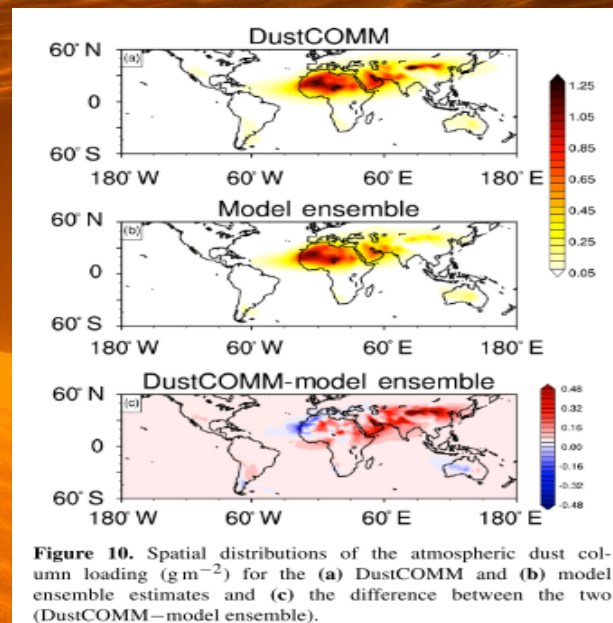 DustCOMM
60° N
(a)
0
60° S
180° W
60° W
60° E
180° E
1.25
1.05
0.85
0.65
0.45
0.25
0.05
Model ensemble
60° N
(b)
0
60° S
180° W
60° W
60° E
180° E
DustCOMM-model ensemble
60° N
(c)
0
60° S
180° W
60° W
60° E
180° E
0.48
0.32
0.16
0.00
-0.16
-0.32
-0.48
Figure 10. Spatial distributions of the atmospheric dust col-
umn loading (g m⁻²) for the (a) DustCOMM and (b) model
ensemble estimates and (c) the difference between the two
(DustCOMM−model ensemble).